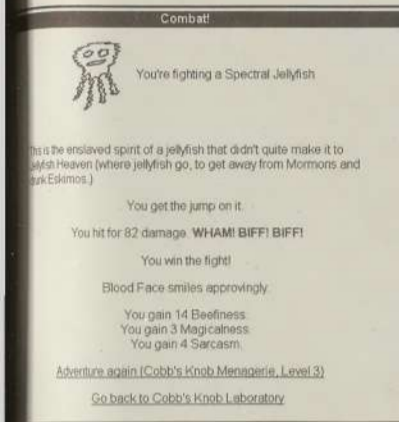 Combat!
You're fighting a Spectral Jellyfish
This is the enslaved spirit of a jellyfish that didn't quite make it to
Jellyfish Heaven (where jellyfish go, to get away from Mormons and
drunk Eskimos.)
You get the jump on it.
You hit for 82 damage. WHAM! BIFF! BIFF!
You win the fight!
Blood Face smiles approvingly.
You gain 14 Beefiness.
You gain 3 Magicalness.
You gain 4 Sarcasm.
Adventure again (Cobb's Knob Menagerie, Level 3)
Go back to Cobb's Knob Laboratory